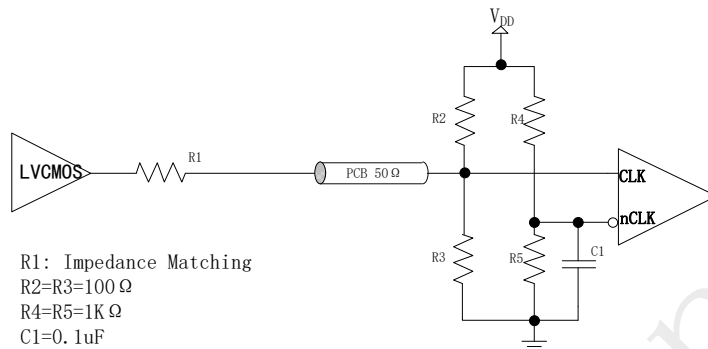 V_DD
R2
R4
LVCMOS
R1
PCB 50Ω
CLK
nCLK
R3
R5
C1
R1: Impedance Matching
R2=R3=100Ω
R4=R5=1KΩ
C1=0.1uF